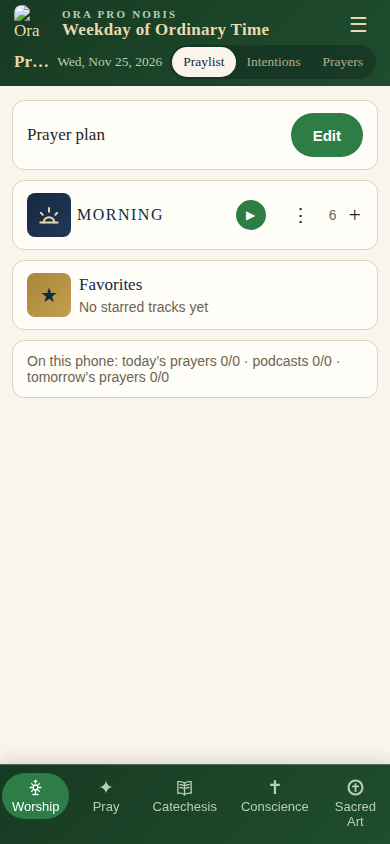 Ora
ORA PRO NOBIS
Weekday of Ordinary Time
Pr…
Wed, Nov 25, 2026
Praylist
Intentions
Prayers
Prayer plan
Edit
MORNING
6 +
Favorites
No starred tracks yet
On this phone: today’s prayers 0/0 · podcasts 0/0 ·
tomorrow’s prayers 0/0
Worship
Pray
Catechesis
Conscience
Sacred
Art